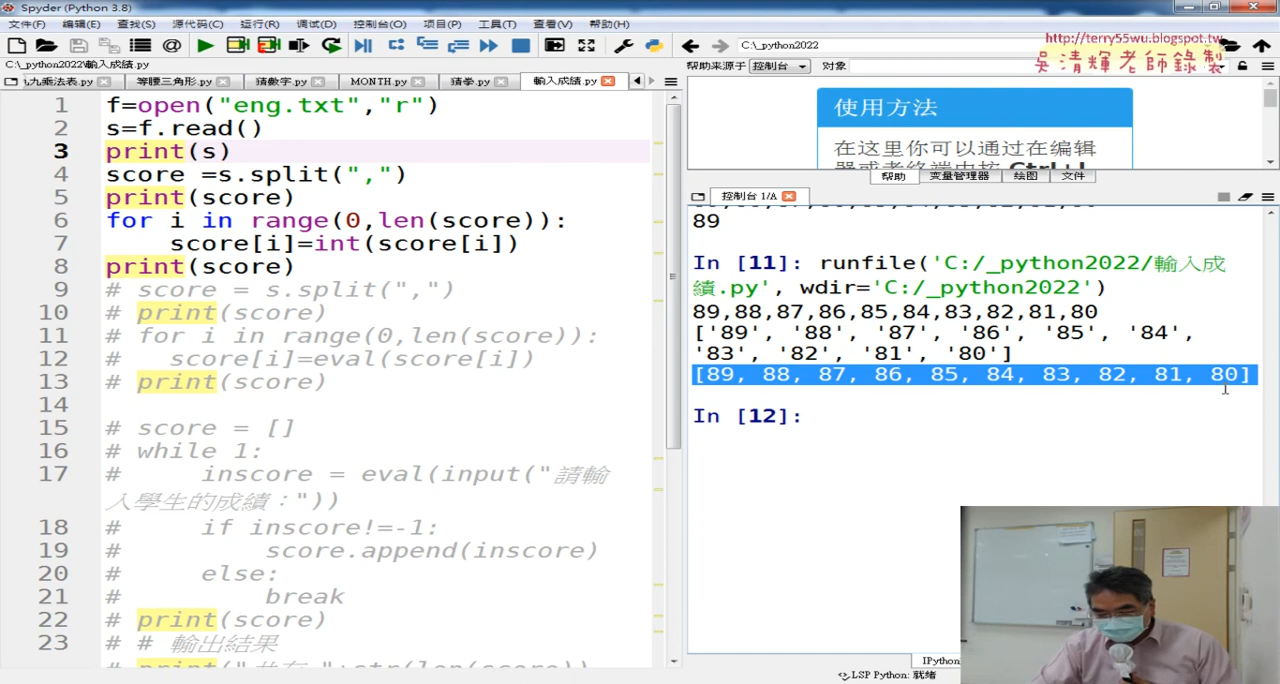 Spyder (Python 3.8)
文件(F) 编辑(E) 查找(S) 源代码(C) 运行(R) 调试(D) 控制台(O) 项目(P) 工具(T) 查看(V) 帮助(H)
C:\_python2022
http://terry55wu.blogspot.tw
吳清輝老師錄製
C:\_python2022\輸入成績.py
九乘法表.py 等腰三角形.py 猜數字.py MONTH.py 猜拳.py 輸入成績.py
帮助来源于 控制台 对象
1 f=open("eng.txt","r")
2 s=f.read()
3 print(s)
4 score =s.split(",")
5 print(score)
6 for i in range(0,len(score)):
7 score[i]=int(score[i])
8 print(score)
9 # score = s.split(",")
10 # print(score)
11 # for i in range(0,len(score)):
12 # score[i]=eval(score[i])
13 # print(score)
14
15 # score = []
16 # while 1:
17 # inscore = eval(input("請輸
入學生的成績："))
18 # if inscore!=-1:
19 # score.append(inscore)
20 # else:
21 # break
22 # print(score)
23 # # 輸出結果
使用方法
在这里你可以通过在编辑
器或者终端中按 Ctrl+I
帮助 变量管理器 绘图 文件
控制台 1/A
89
In [11]: runfile('C:/_python2022/輸入成
績.py', wdir='C:/_python2022')
89,88,87,86,85,84,83,82,81,80
['89', '88', '87', '86', '85', '84',
'83', '82', '81', '80']
[89, 88, 87, 86, 85, 84, 83, 82, 81, 80]
In [12]:
IPython
LSP Python: 就绪